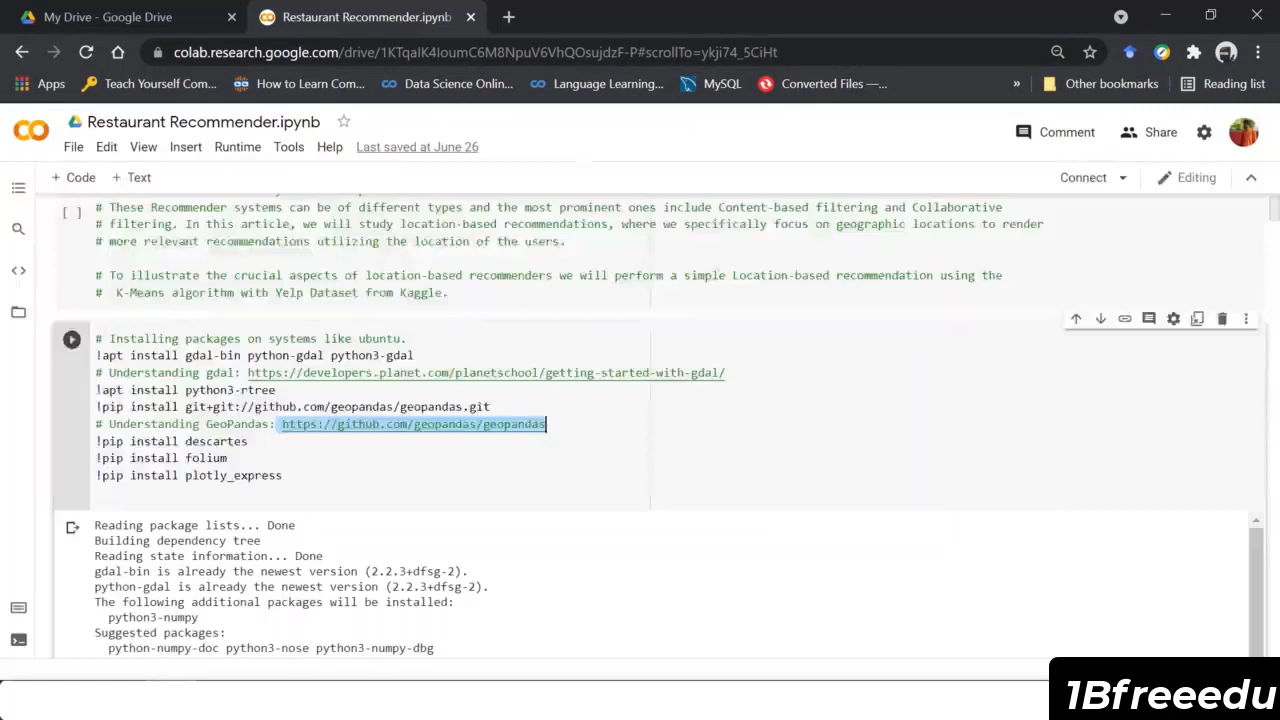 My Drive - Google Drive
Restaurant Recommender.ipynb
colab.research.google.com/drive/1KTqaIK4IoumC6M8NpuV6VhQOsujdzF-P#scrollTo=ykji74_5CiHt
Apps
Teach Yourself Com...
How to Learn Com...
Data Science Onlin...
Language Learning...
MySQL
Converted Files —...
»
Other bookmarks
Reading list
Restaurant Recommender.ipynb
Comment
Share
File Edit View Insert Runtime Tools Help Last saved at June 26
+ Code + Text
Connect
Editing
[ ] # These Recommender systems can be of different types and the most prominent ones include Content-based filtering and Collaborative
# filtering. In this article, we will study location-based recommendations, where we specifically focus on geographic locations to render
# more relevant recommendations utilizing the location of the users.
# To illustrate the crucial aspects of location-based recommenders we will perform a simple Location-based recommendation using the
#  K-Means algorithm with Yelp Dataset from Kaggle.
# Installing packages on systems like ubuntu.
!apt install gdal-bin python-gdal python3-gdal
# Understanding gdal: https://developers.planet.com/planetschool/getting-started-with-gdal/
!apt install python3-rtree
!pip install git+git://github.com/geopandas/geopandas.git
# Understanding GeoPandas: https://github.com/geopandas/geopandas
!pip install descartes
!pip install folium
!pip install plotly_express
Reading package lists... Done
Building dependency tree
Reading state information... Done
gdal-bin is already the newest version (2.2.3+dfsg-2).
python-gdal is already the newest version (2.2.3+dfsg-2).
The following additional packages will be installed:
python3-numpy
Suggested packages:
python-numpy-doc python3-nose python3-numpy-dbg
1Bfreeedu